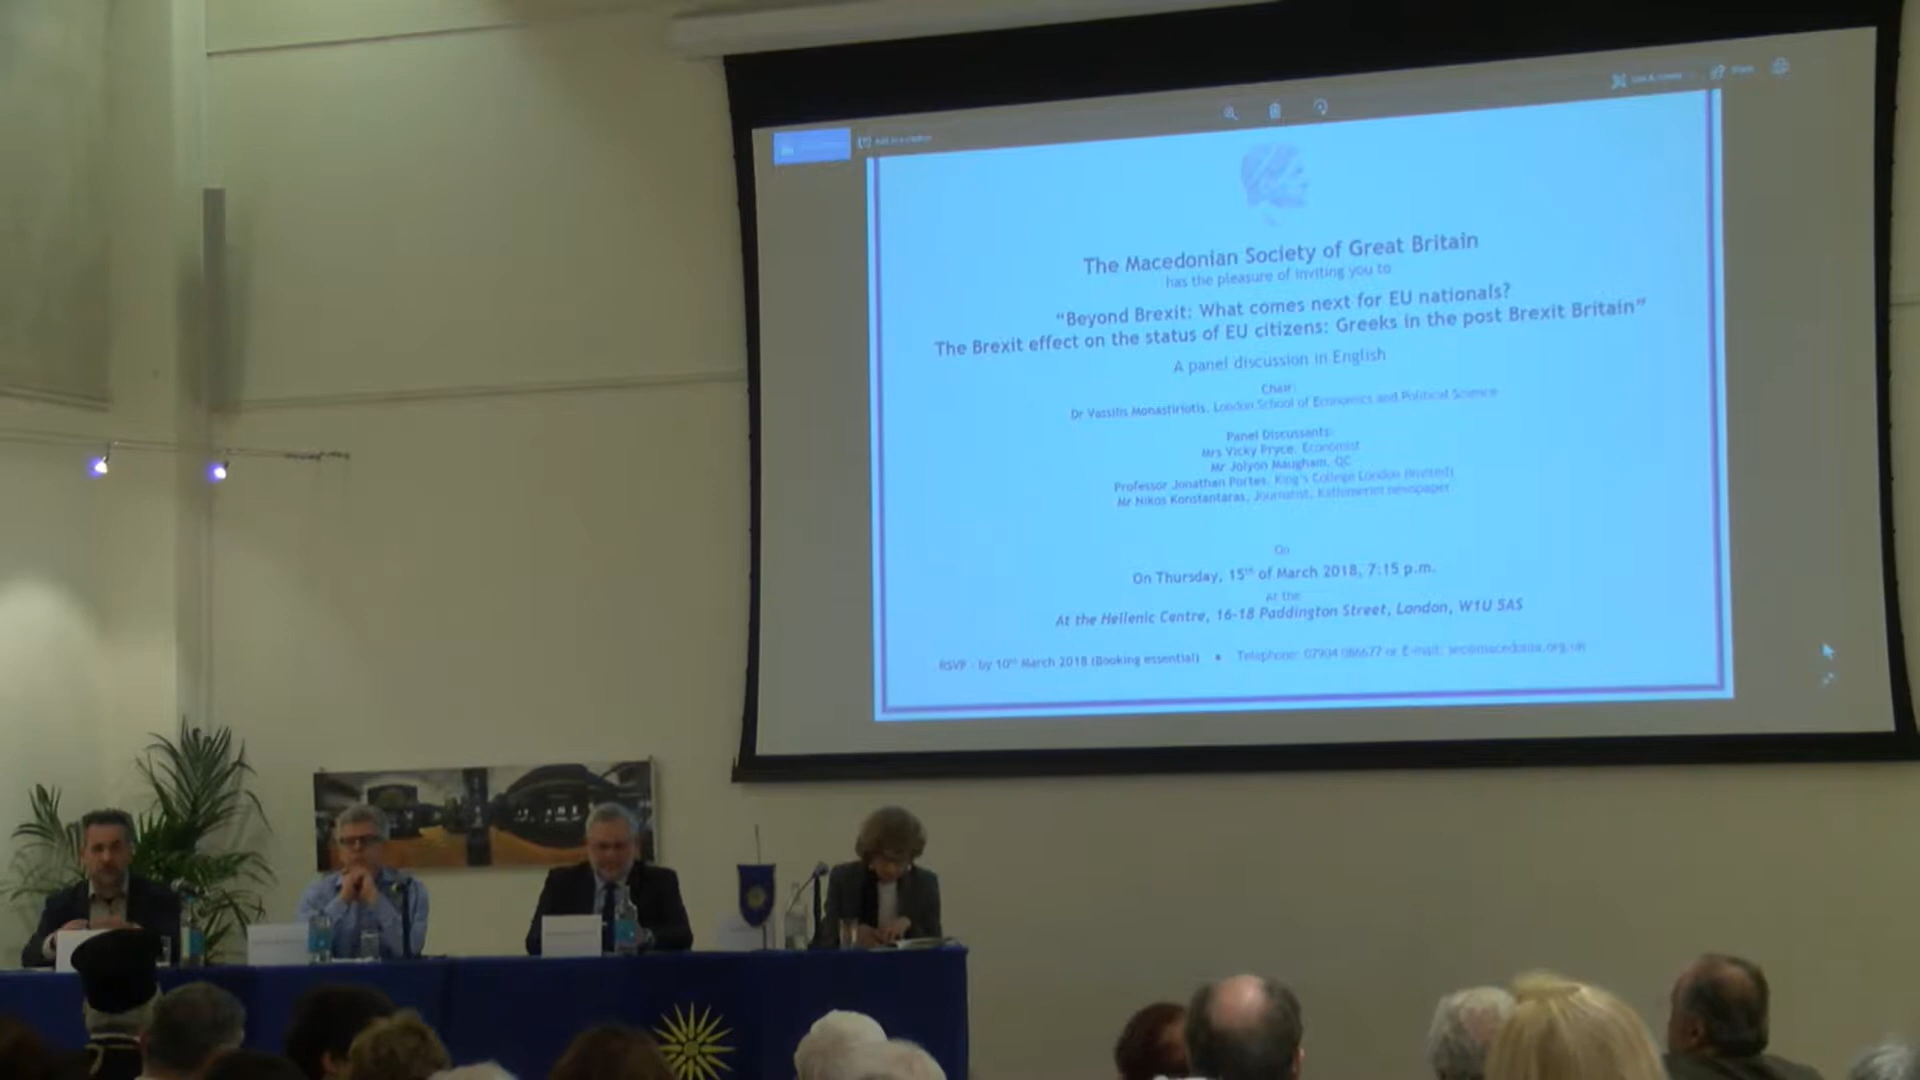 The Macedonian Society of Great Britain
has the pleasure of inviting you to
“Beyond Brexit: What comes next for EU nationals?
The Brexit effect on the status of EU citizens: Greeks in the post Brexit Britain”
A panel discussion in English
Chair:
Dr Vassilis Monastiriotis, London School of Economics and Political Science
Panel Discussants:
Mrs Vicky Pryce, Economist
Mr Jolyon Maugham, QC
Professor Jonathan Portes, King's College London (invited)
Mr Nikos Konstantaras, Journalist, Kathimerini newspaper
On
On Thursday, 15th of March 2018, 7:15 p.m.
At the
At the Hellenic Centre, 16-18 Paddington Street, London, W1U 5AS
RSVP - by 10th March 2018 (Booking essential) • Telephone: 07904 086677 or E-mail: